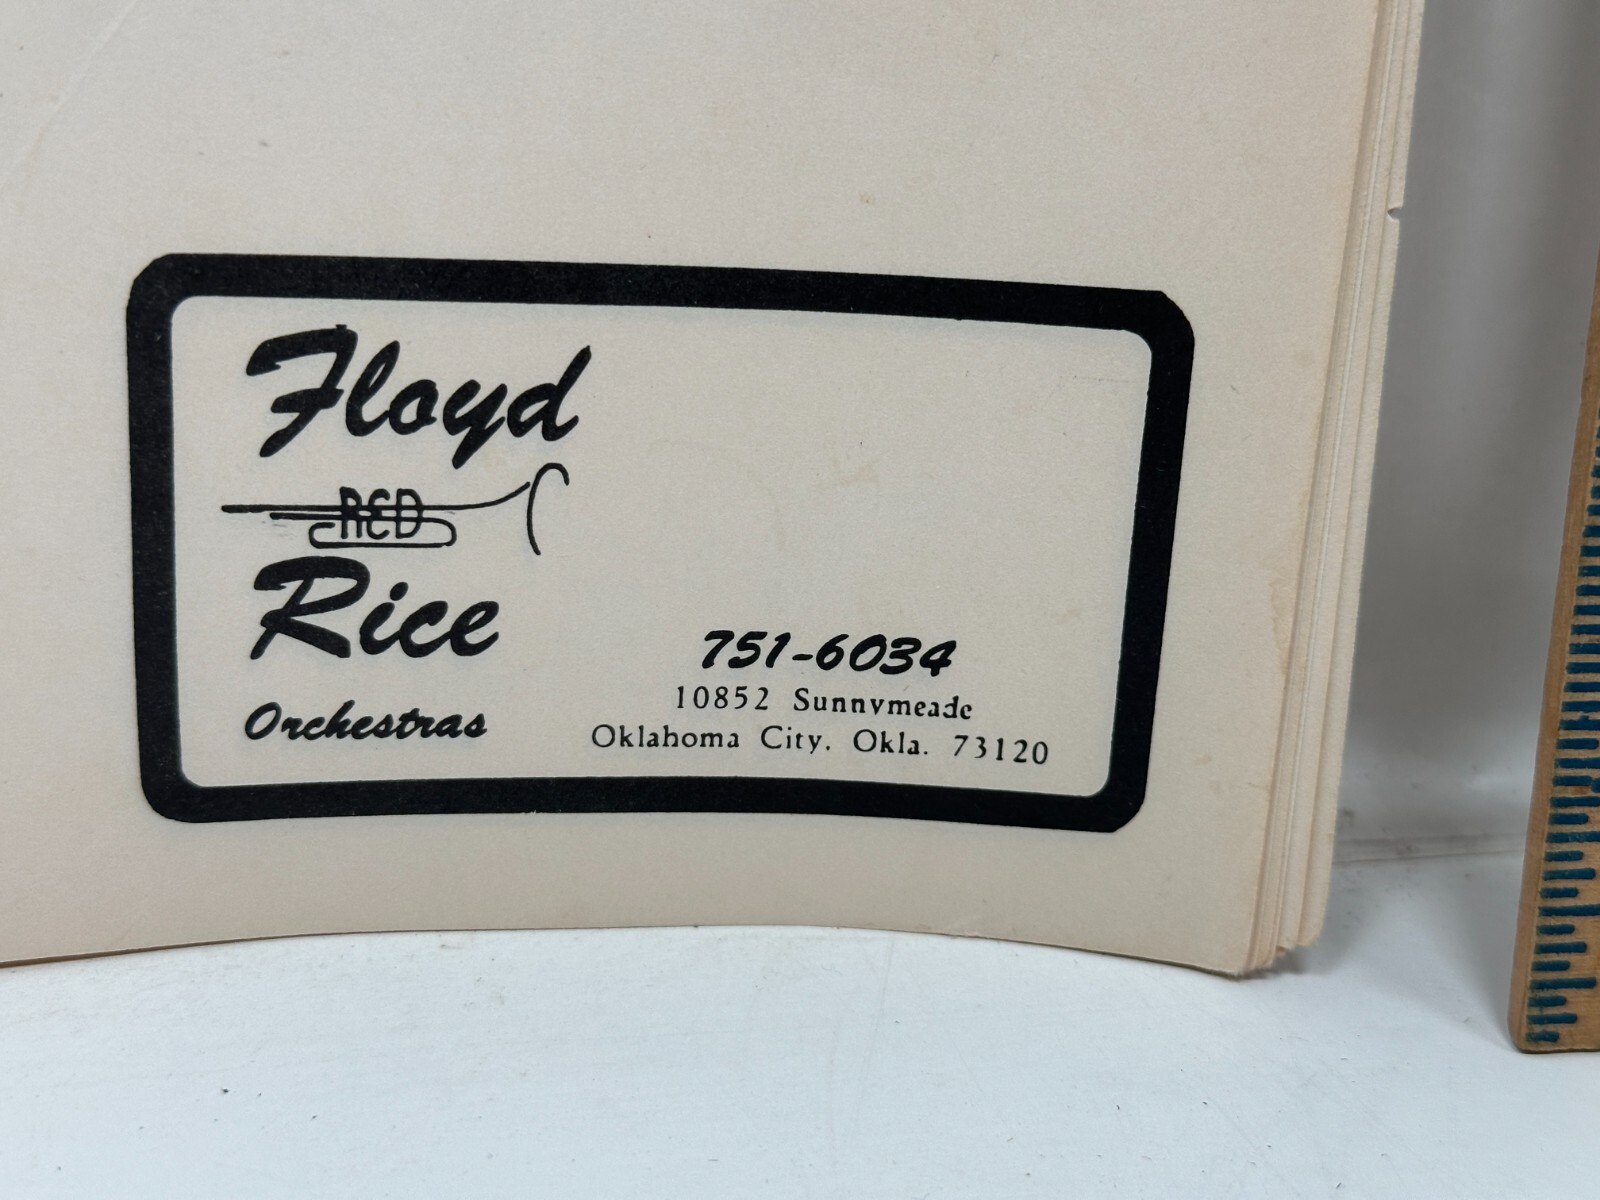 Floyd
RED
Rice
Orchestras
751-6034
10852 Sunnymeade
Oklahoma City, Okla. 73120